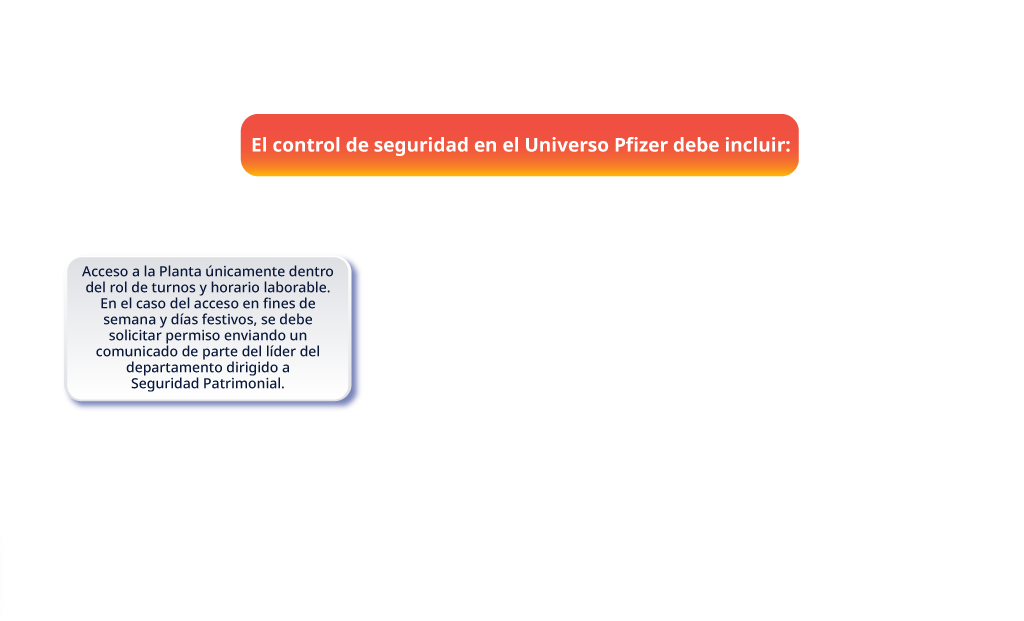 El control de seguridad en el Universo Pfizer debe incluir:
Acceso a la Planta únicamente dentro
del rol de turnos y horario laborable.
En el caso del acceso en fines de
semana y días festivos, se debe
solicitar permiso enviando un
comunicado de parte del líder del
departamento dirigido a
Seguridad Patrimonial.